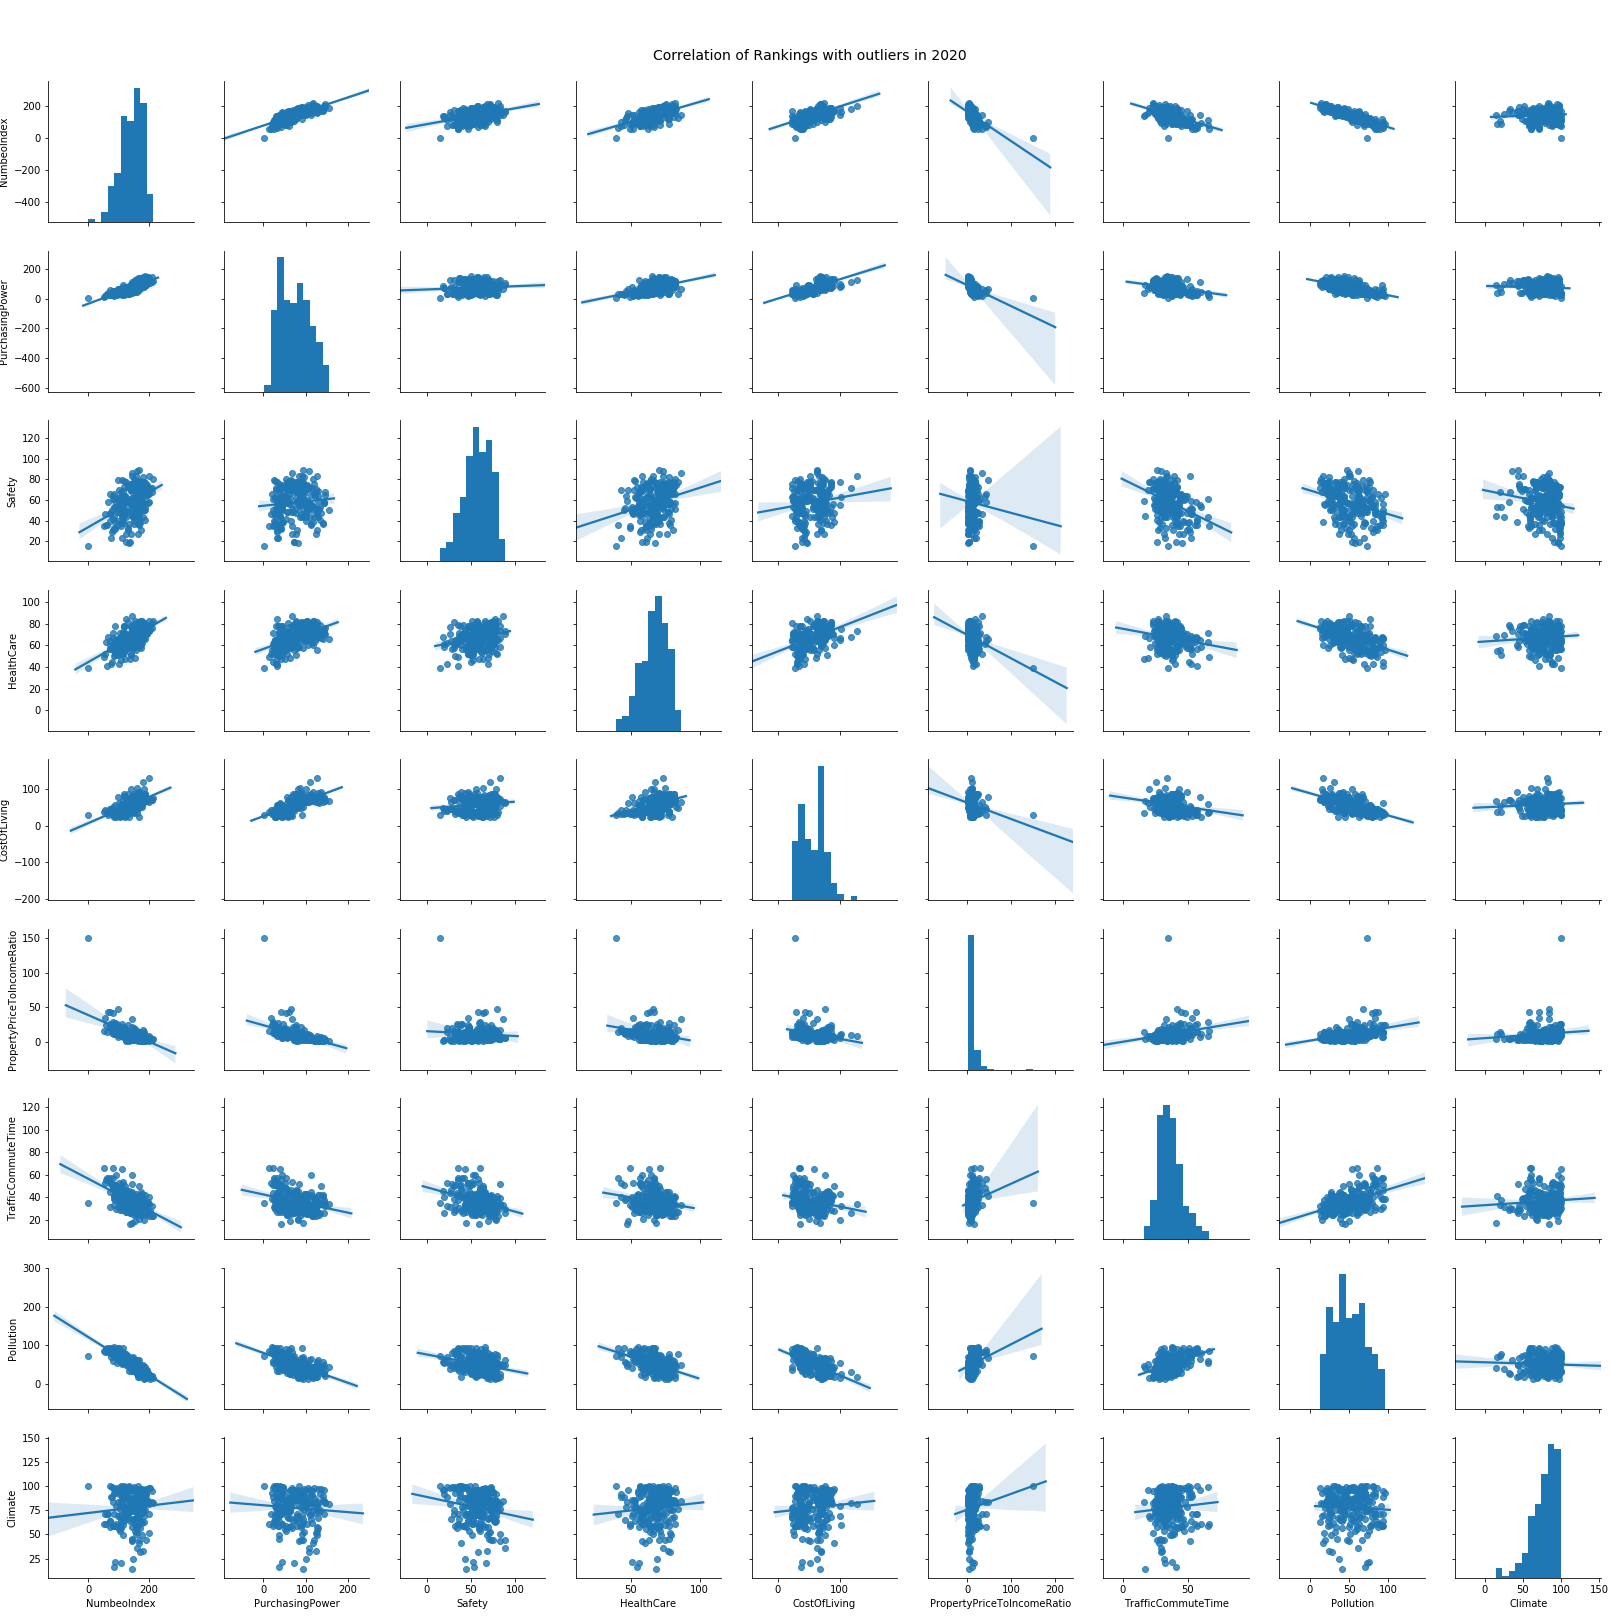 Correlation of Rankings with outliers in 2020
NumbeoIndex
200
0
−200
−400
PurchasingPower
200
0
−200
−400
−600
Safety
120
100
80
60
40
20
HealthCare
100
80
60
40
20
0
CostOfLiving
100
0
−100
−200
PropertyPriceToIncomeRatio
150
100
50
0
TrafficCommuteTime
120
100
80
60
40
20
Pollution
300
200
100
0
Climate
150
125
100
75
50
25
0 200
0 100 200
0 50 100
50 100
0 100
0 100 200
0 50
0 50 100
0 50 100 150
NumbeoIndex
PurchasingPower
Safety
HealthCare
CostOfLiving
PropertyPriceToIncomeRatio
TrafficCommuteTime
Pollution
Climate